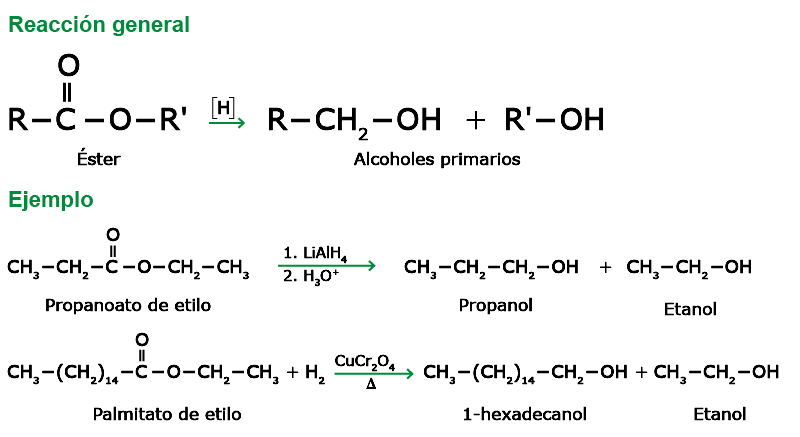 Reacción general
O
||
R−C−O−R' [H] R−CH₂−OH + R'−OH
Éster Alcoholes primarios
Ejemplo
O
||
CH₃−CH₂−C−O−CH₂−CH₃ 1. LiAlH₄ 2. H₃O⁺ CH₃−CH₂−CH₂−OH + CH₃−CH₂−OH
Propanoato de etilo Propanol Etanol
O
||
CH₃−(CH₂)₁₄−C−O−CH₂−CH₃ + H₂ CuCr₂O₄ Δ CH₃−(CH₂)₁₄−CH₂−OH + CH₃−CH₂−OH
Palmitato de etilo 1-hexadecanol Etanol